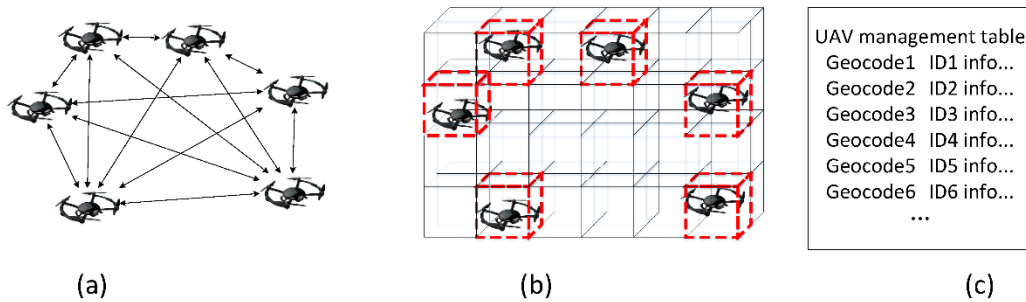 UAV management table
Geocode1 ID1 info...
Geocode2 ID2 info...
Geocode3 ID3 info...
Geocode4 ID4 info...
Geocode5 ID5 info...
Geocode6 ID6 info...
...
(a)
(b)
(c)